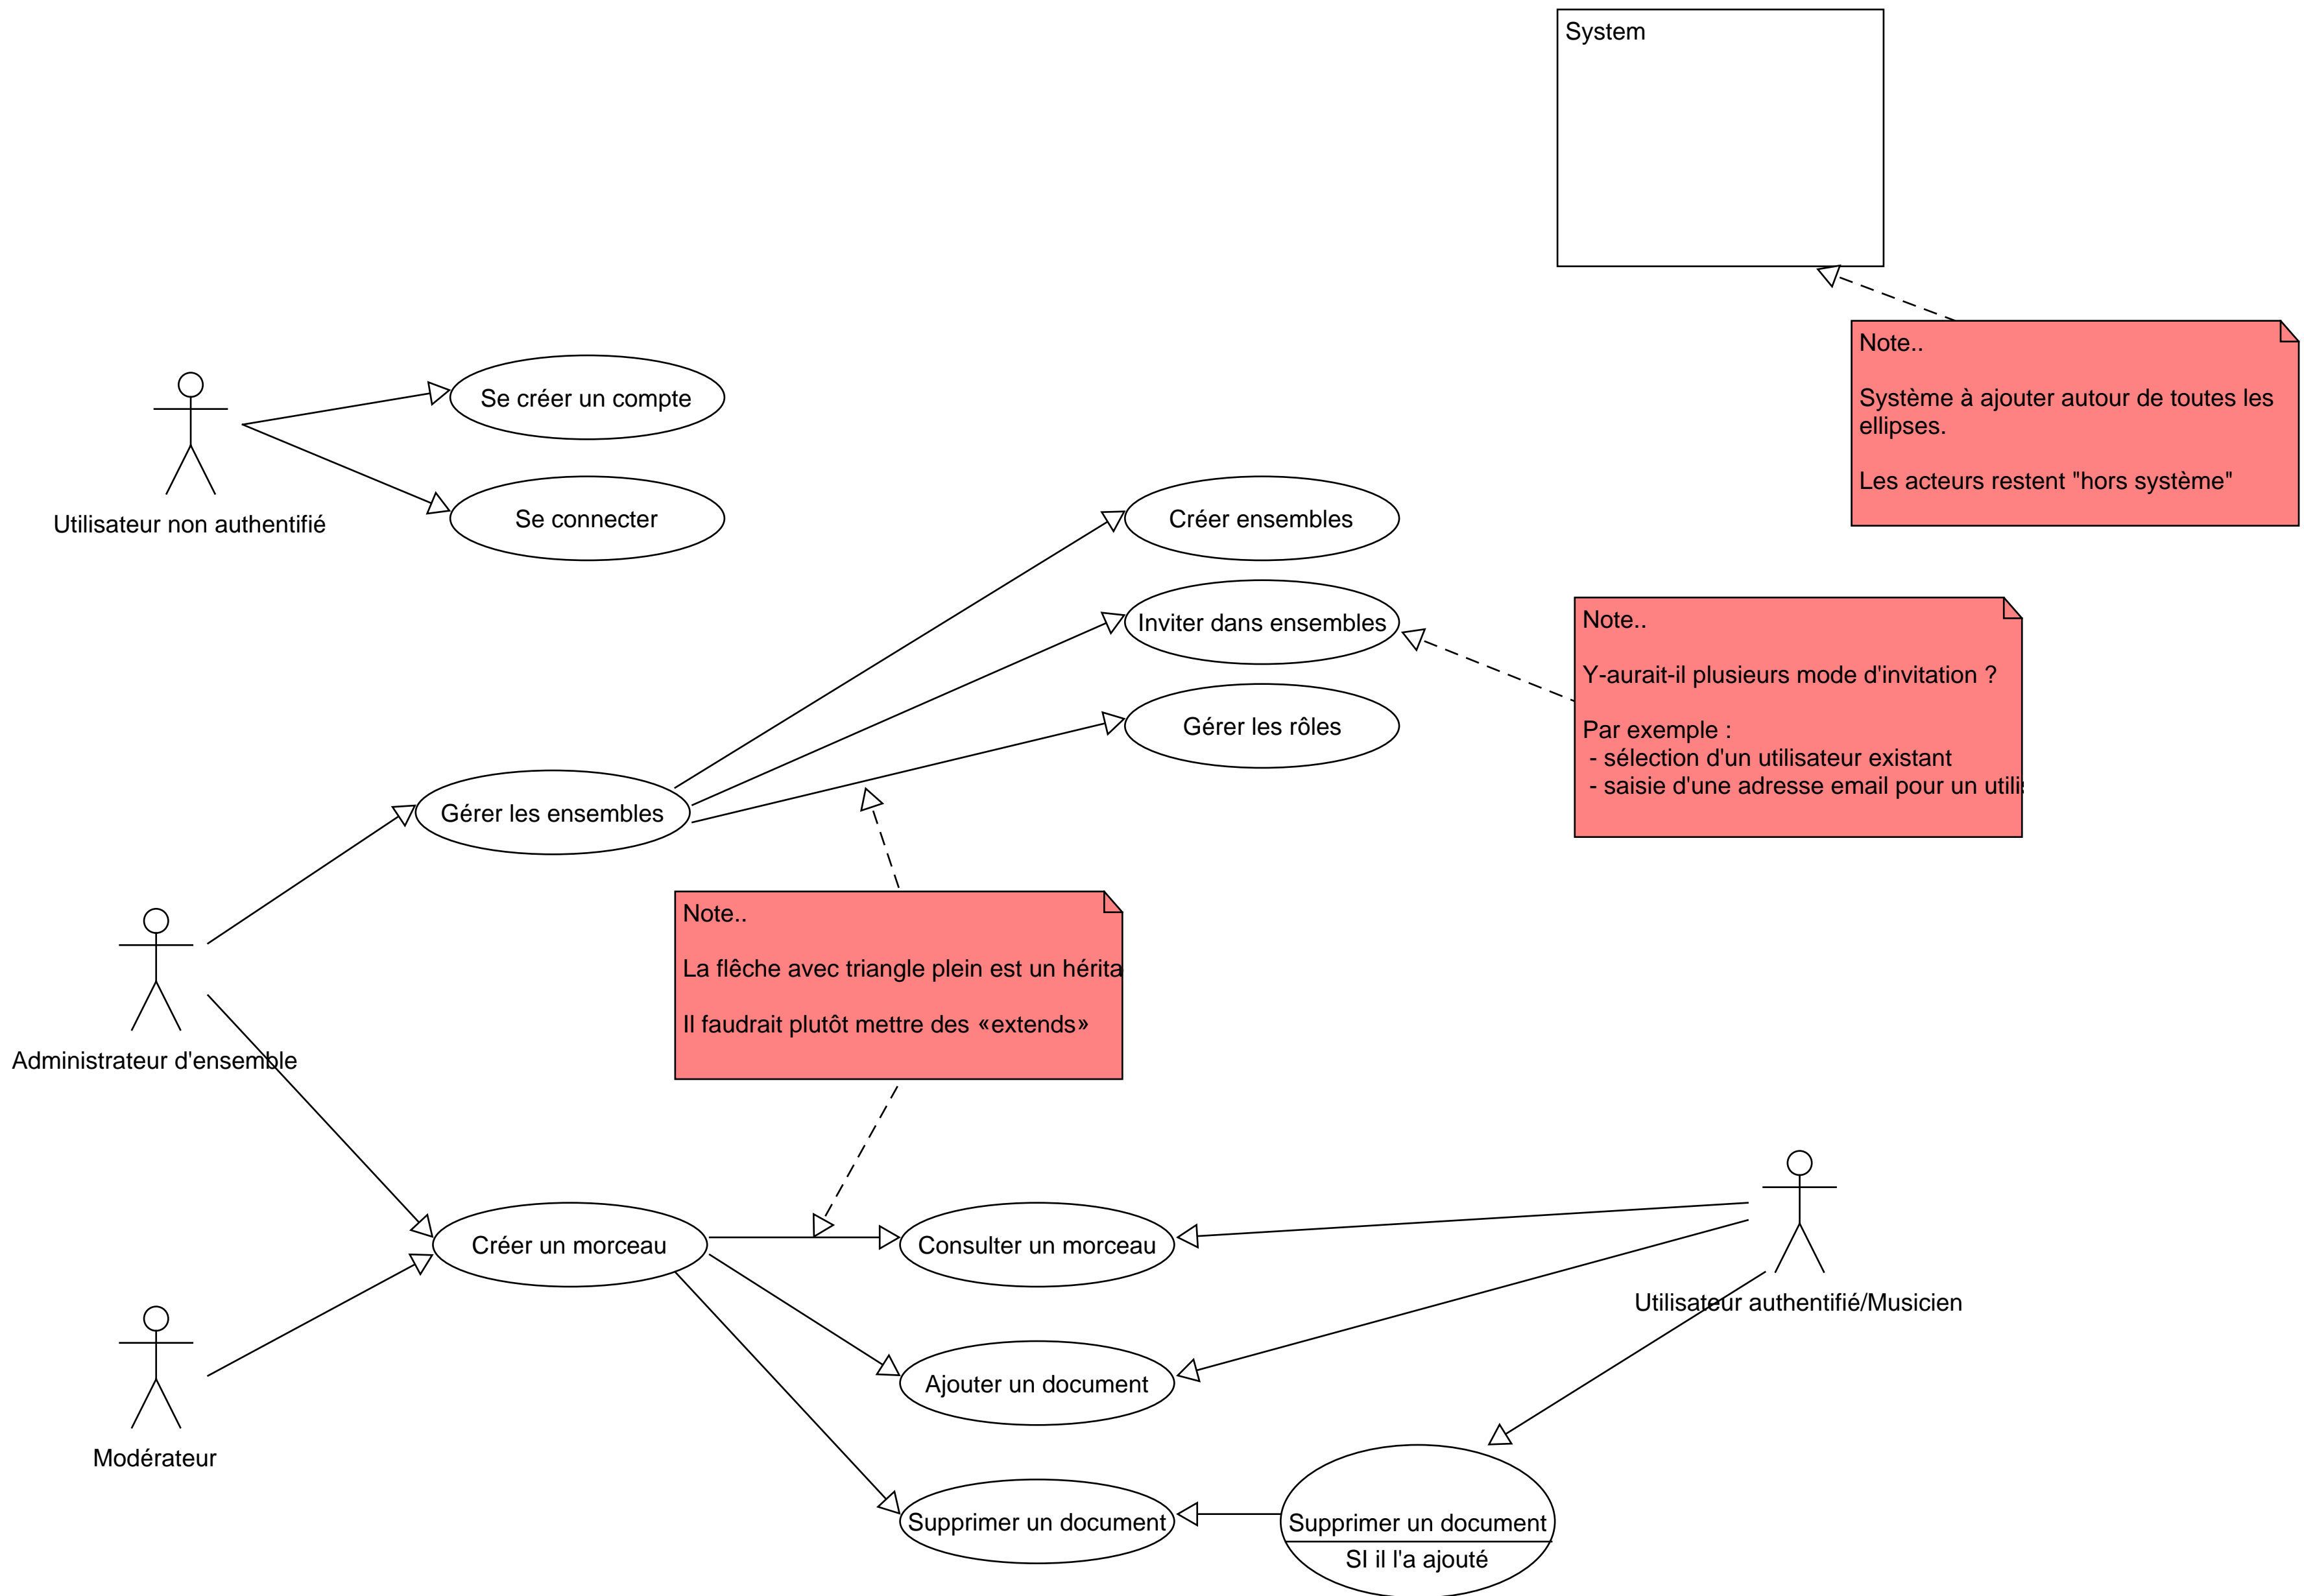 System
Note..
Système à ajouter autour de toutes les
ellipses.
Les acteurs restent "hors système"
Se créer un compte
Utilisateur non authentifié
Se connecter
Créer ensembles
Inviter dans ensembles
Gérer les rôles
Note..
Y-aurait-il plusieurs mode d'invitation ?
Par exemple :
- sélection d'un utilisateur existant
- saisie d'une adresse email pour un utili
Gérer les ensembles
Note..
La flêche avec triangle plein est un hérita
Il faudrait plutôt mettre des «extends»
Administrateur d'ensemble
Créer un morceau
Consulter un morceau
Utilisateur authentifié/Musicien
Ajouter un document
Modérateur
Supprimer un document
Supprimer un document
SI il l'a ajouté